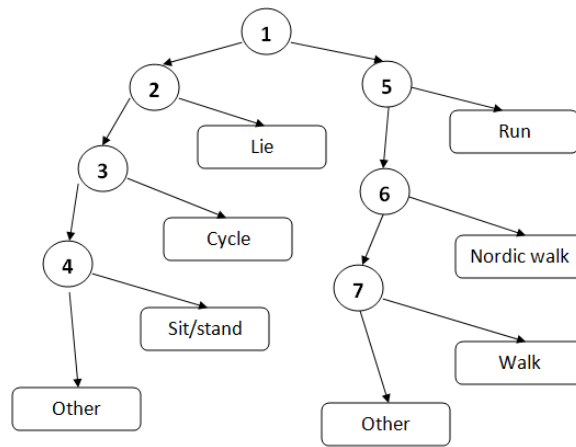 1
2
5
Lie
Run
3
6
Cycle
Nordic walk
4
7
Sit/stand
Walk
Other
Other